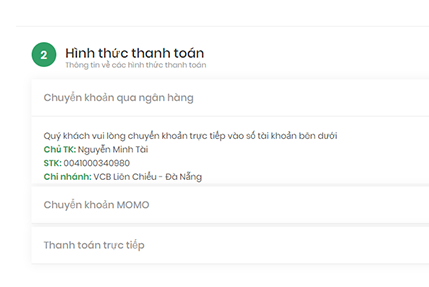 2
Hình thức thanh toán
Thông tin về các hình thức thanh toán
Chuyển khoản qua ngân hàng
Quý khách vui lòng chuyển khoản trực tiếp vào số tài khoản bên dưới
Chủ TK: Nguyễn Minh Tài
STK: 0041000340980
Chi nhánh: VCB Liên Chiểu - Đà Nẵng
Chuyển khoản MOMO
Thanh toán trực tiếp